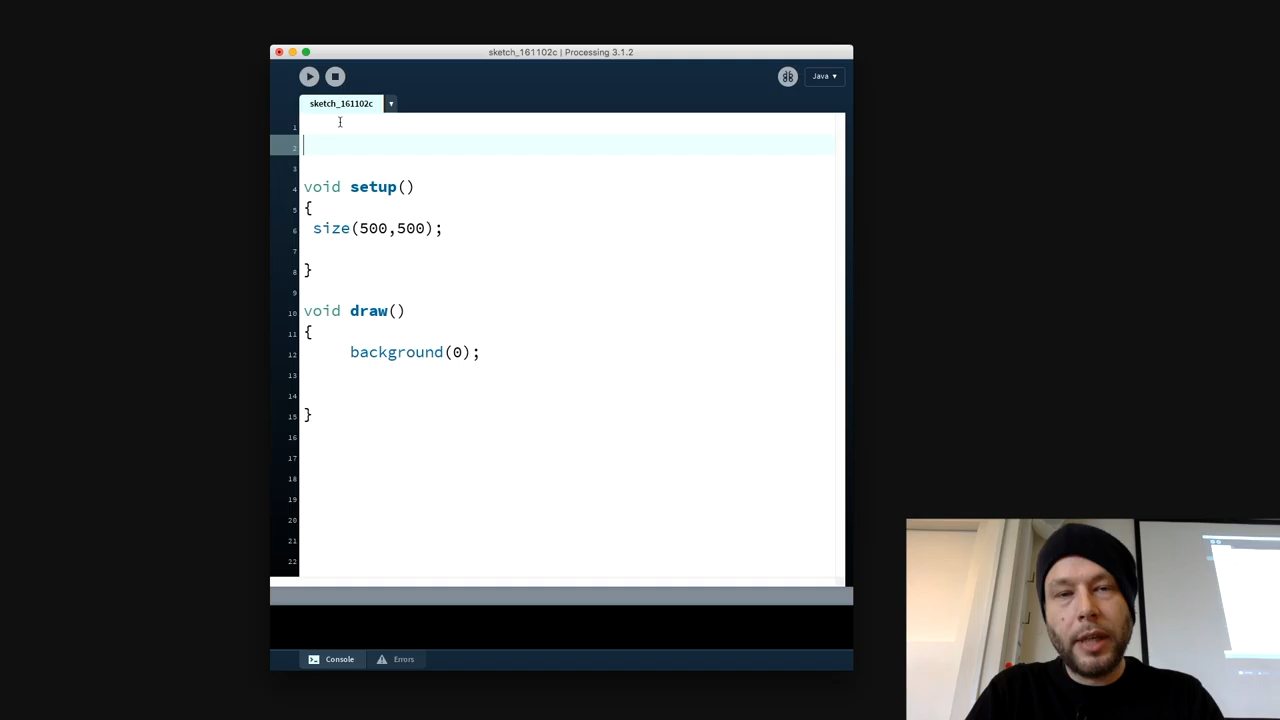 sketch_161102c | Processing 3.1.2
Java ▾
sketch_161102c
1
2
3
4 void setup()
5 {
6 size(500,500);
7
8 }
9
10 void draw()
11 {
12 background(0);
13
14
15 }
16
17
18
19
20
21
22
Console
Errors